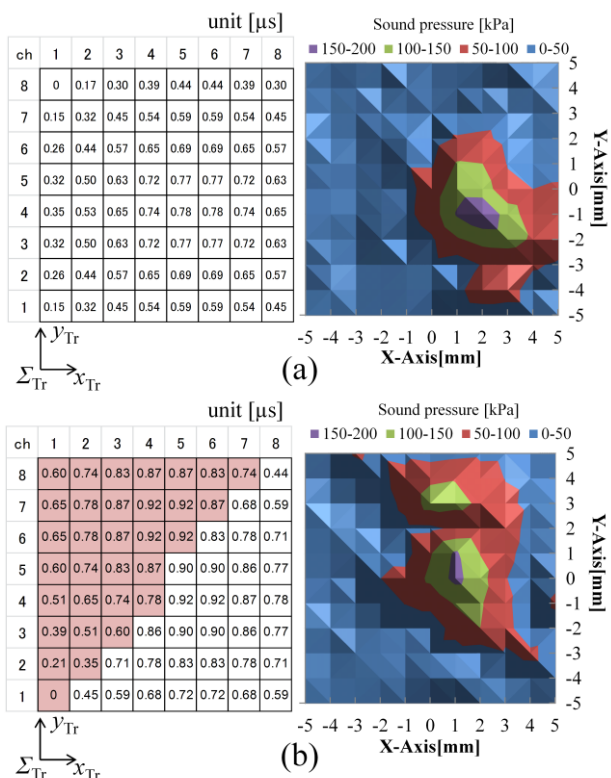 unit [μs]
ch 1 2 3 4 5 6 7 8
8 0 0.17 0.30 0.39 0.44 0.44 0.39 0.30
7 0.15 0.32 0.45 0.54 0.59 0.59 0.54 0.45
6 0.26 0.44 0.57 0.65 0.69 0.69 0.65 0.57
5 0.32 0.50 0.63 0.72 0.77 0.77 0.72 0.63
4 0.35 0.53 0.65 0.74 0.78 0.78 0.74 0.65
3 0.32 0.50 0.63 0.72 0.77 0.77 0.72 0.63
2 0.26 0.44 0.57 0.65 0.69 0.69 0.65 0.57
1 0.15 0.32 0.45 0.54 0.59 0.59 0.54 0.45
y Tr
Σ Tr x Tr
Sound pressure [kPa]
150-200 100-150 50-100 0-50
5
4
3
2
1
0
-1
-2
-3
-4
-5
Y-Axis[mm]
-5 -4 -3 -2 -1 0 1 2 3 4 5
X-Axis[mm]
(a)
unit [μs]
ch 1 2 3 4 5 6 7 8
8 0.60 0.74 0.83 0.87 0.87 0.83 0.74 0.44
7 0.65 0.78 0.87 0.92 0.92 0.87 0.68 0.59
6 0.65 0.78 0.87 0.92 0.92 0.83 0.78 0.71
5 0.60 0.74 0.83 0.87 0.90 0.90 0.86 0.77
4 0.51 0.65 0.74 0.78 0.92 0.92 0.87 0.78
3 0.39 0.51 0.60 0.86 0.90 0.90 0.86 0.77
2 0.21 0.35 0.71 0.78 0.83 0.83 0.78 0.71
1 0 0.45 0.59 0.68 0.72 0.72 0.68 0.59
y Tr
Σ Tr x Tr
Sound pressure [kPa]
150-200 100-150 50-100 0-50
5
4
3
2
1
0
-1
-2
-3
-4
-5
Y-Axis[mm]
-5 -4 -3 -2 -1 0 1 2 3 4 5
X-Axis[mm]
(b)